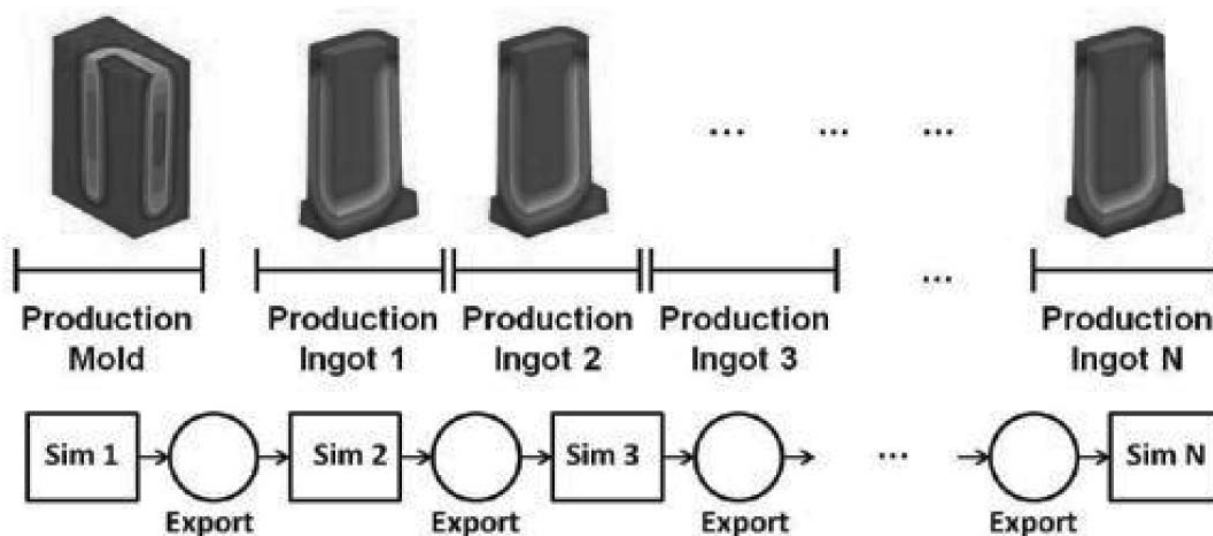 ... ... ...
...
Production Mold
Production Ingot 1
Production Ingot 2
Production Ingot 3
Production Ingot N
Sim 1
Sim 2
Sim 3
...
Sim N
Export
Export
Export
Export